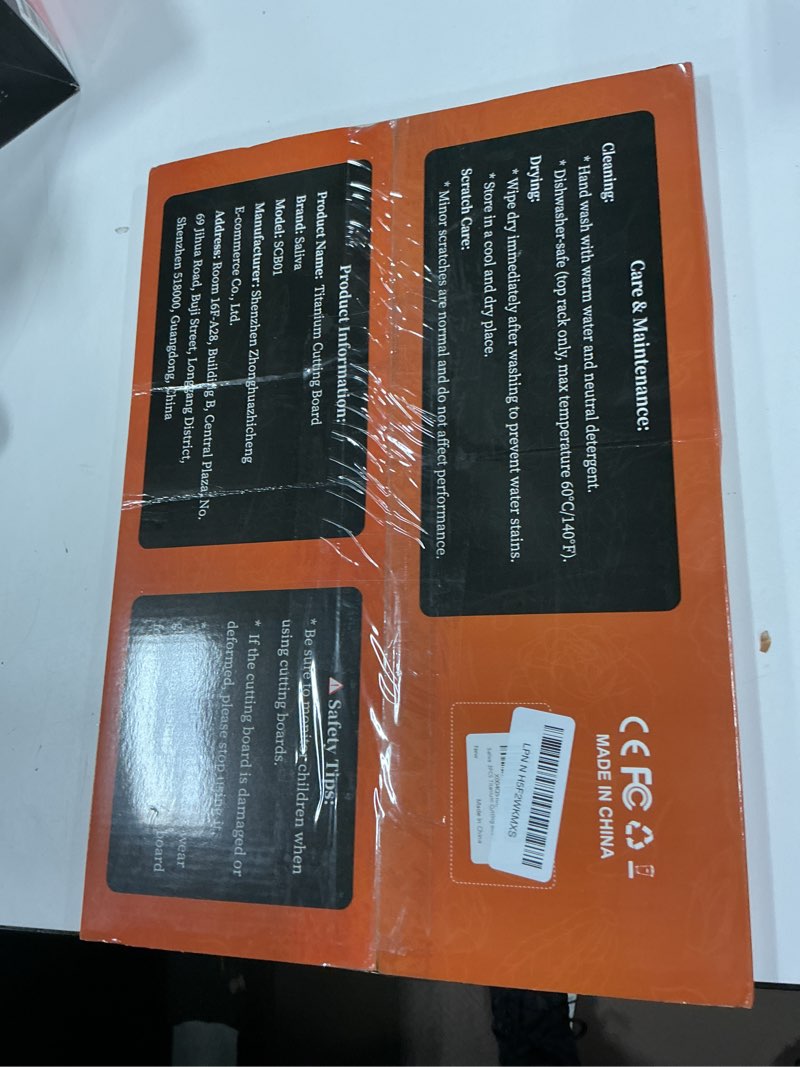 Care & Maintenance:
Cleaning:
* Hand wash with warm water and neutral detergent.
* Dishwasher-safe (top rack only, max temperature 60°C/140°F).
Drying:
* Wipe dry immediately after washing to prevent water stains.
* Store in a cool and dry place.
Scratch Care:
* Minor scratches are normal and do not affect performance.
CE FC
MADE IN CHINA
LPN N H5F2WKMXS
New
Made in China
Product Information:
Product Name: Titanium Cutting Board
Brand: Saliva
Model: SCB01
Manufacturer: Shenzhen Zhonghuazhicheng
E-commerce Co., Ltd.
Address: Room 16F-A28, Building B, Central Plaza, No.
69 Jihua Road, Buji Street, Longgang District,
Shenzhen 518000, Guangdong, China
Safety Tips:
* Be sure to monitor children when
using cutting boards.
* If the cutting board is damaged or
deformed, please stop using it.
wear
board